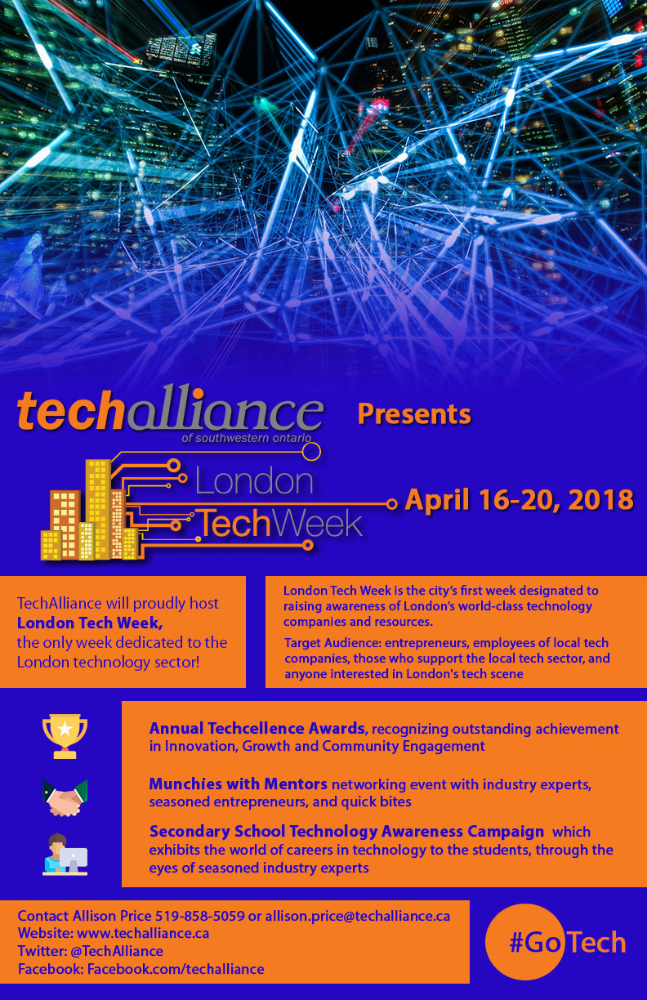 techalliance
of southwestern ontario
Presents
London
TechWeek
April 16-20, 2018
TechAlliance will proudly host
London Tech Week,
the only week dedicated to the
London technology sector!
London Tech Week is the city's first week designated to
raising awareness of London's world-class technology
companies and resources.
Target Audience: entrepreneurs, employees of local tech
companies, those who support the local tech sector, and
anyone interested in London's tech scene
Annual Techcellence Awards, recognizing outstanding achievement
in Innovation, Growth and Community Engagement
Munchies with Mentors networking event with industry experts,
seasoned entrepreneurs, and quick bites
Secondary School Technology Awareness Campaign which
exhibits the world of careers in technology to the students, through the
eyes of seasoned industry experts
Contact Allison Price 519-858-5059 or allison.price@techalliance.ca
Website: www.techalliance.ca
Twitter: @TechAlliance
Facebook: Facebook.com/techalliance
#GoTech